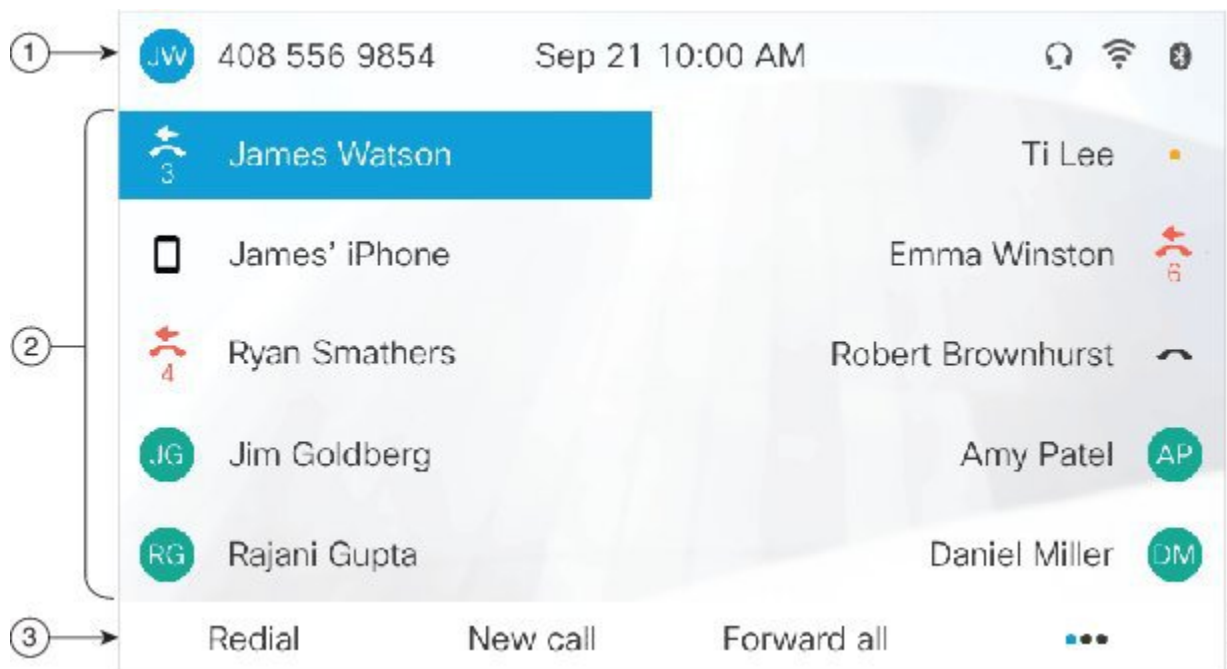 1 JW 408 556 9854 Sep 21 10:00 AM
3 James Watson Ti Lee
James’ iPhone Emma Winston 6
2
4 Ryan Smathers Robert Brownhurst
JG Jim Goldberg Amy Patel AP
RG Rajani Gupta Daniel Miller DM
3 Redial New call Forward all